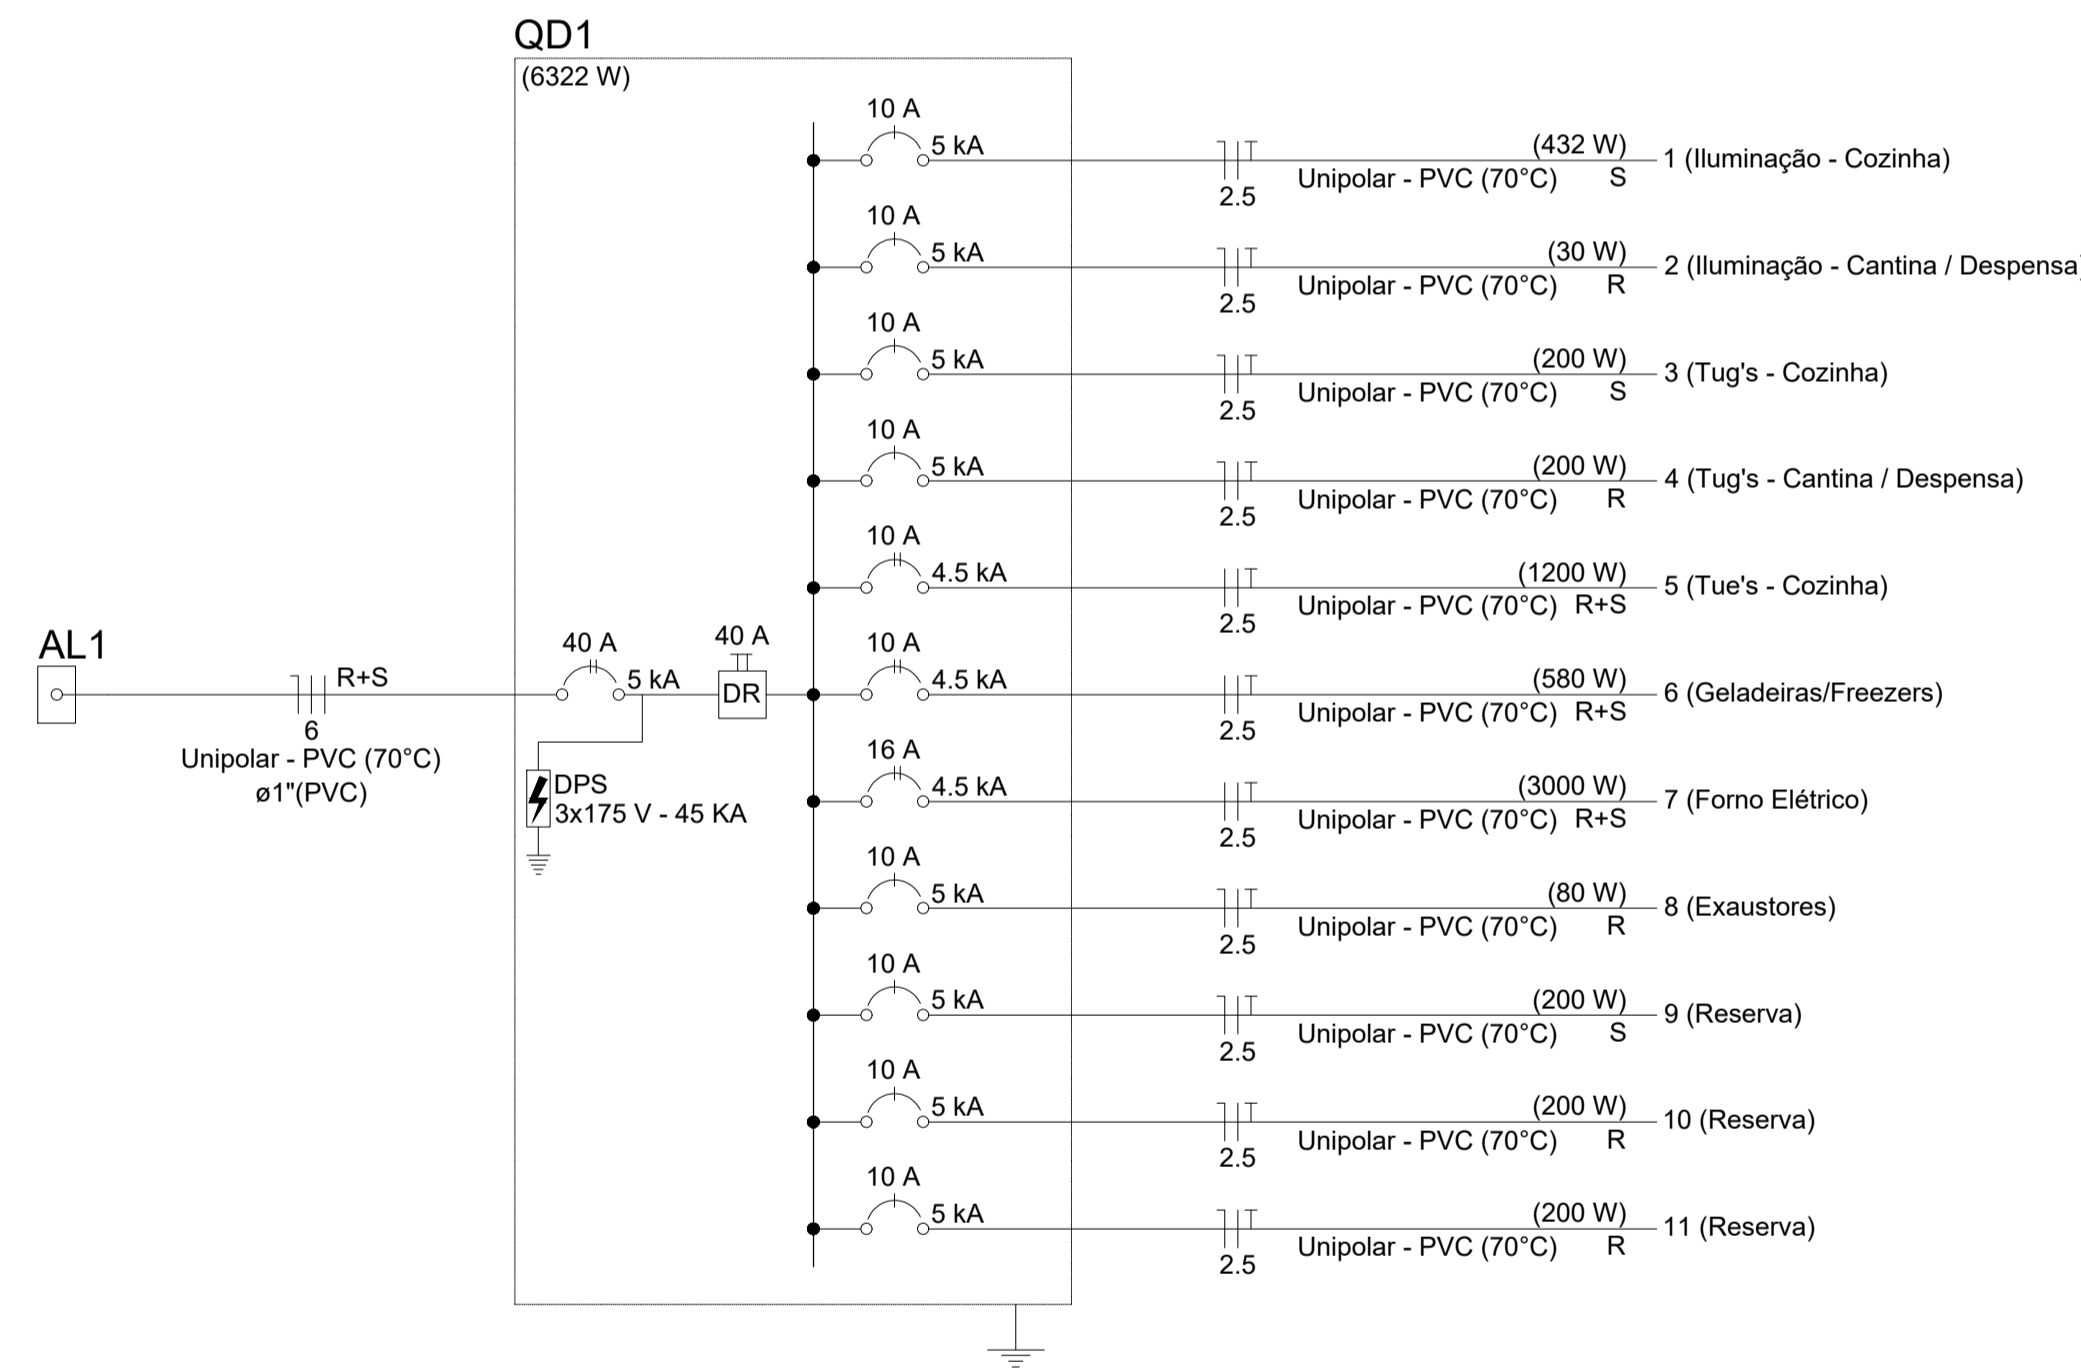 QD1
(6322 W)
10 A
5 kA
2.5
(432 W)
Unipolar - PVC (70°C) S
1 (Iluminação - Cozinha)
10 A
5 kA
2.5
(30 W)
Unipolar - PVC (70°C) R
2 (Iluminação - Cantina / Despensa)
10 A
5 kA
2.5
(200 W)
Unipolar - PVC (70°C) S
3 (Tug's - Cozinha)
10 A
5 kA
2.5
(200 W)
Unipolar - PVC (70°C) R
4 (Tug's - Cantina / Despensa)
10 A
4.5 kA
2.5
(1200 W)
Unipolar - PVC (70°C) R+S
5 (Tue's - Cozinha)
AL1
R+S
6
Unipolar - PVC (70°C)
ø1"(PVC)
40 A
5 kA
40 A
DR
DPS
3x175 V - 45 KA
10 A
4.5 kA
2.5
(580 W)
Unipolar - PVC (70°C) R+S
6 (Geladeiras/Freezers)
16 A
4.5 kA
2.5
(3000 W)
Unipolar - PVC (70°C) R+S
7 (Forno Elétrico)
10 A
5 kA
2.5
(80 W)
Unipolar - PVC (70°C) R
8 (Exaustores)
10 A
5 kA
2.5
(200 W)
Unipolar - PVC (70°C) S
9 (Reserva)
10 A
5 kA
2.5
(200 W)
Unipolar - PVC (70°C) R
10 (Reserva)
10 A
5 kA
2.5
(200 W)
Unipolar - PVC (70°C) R
11 (Reserva)